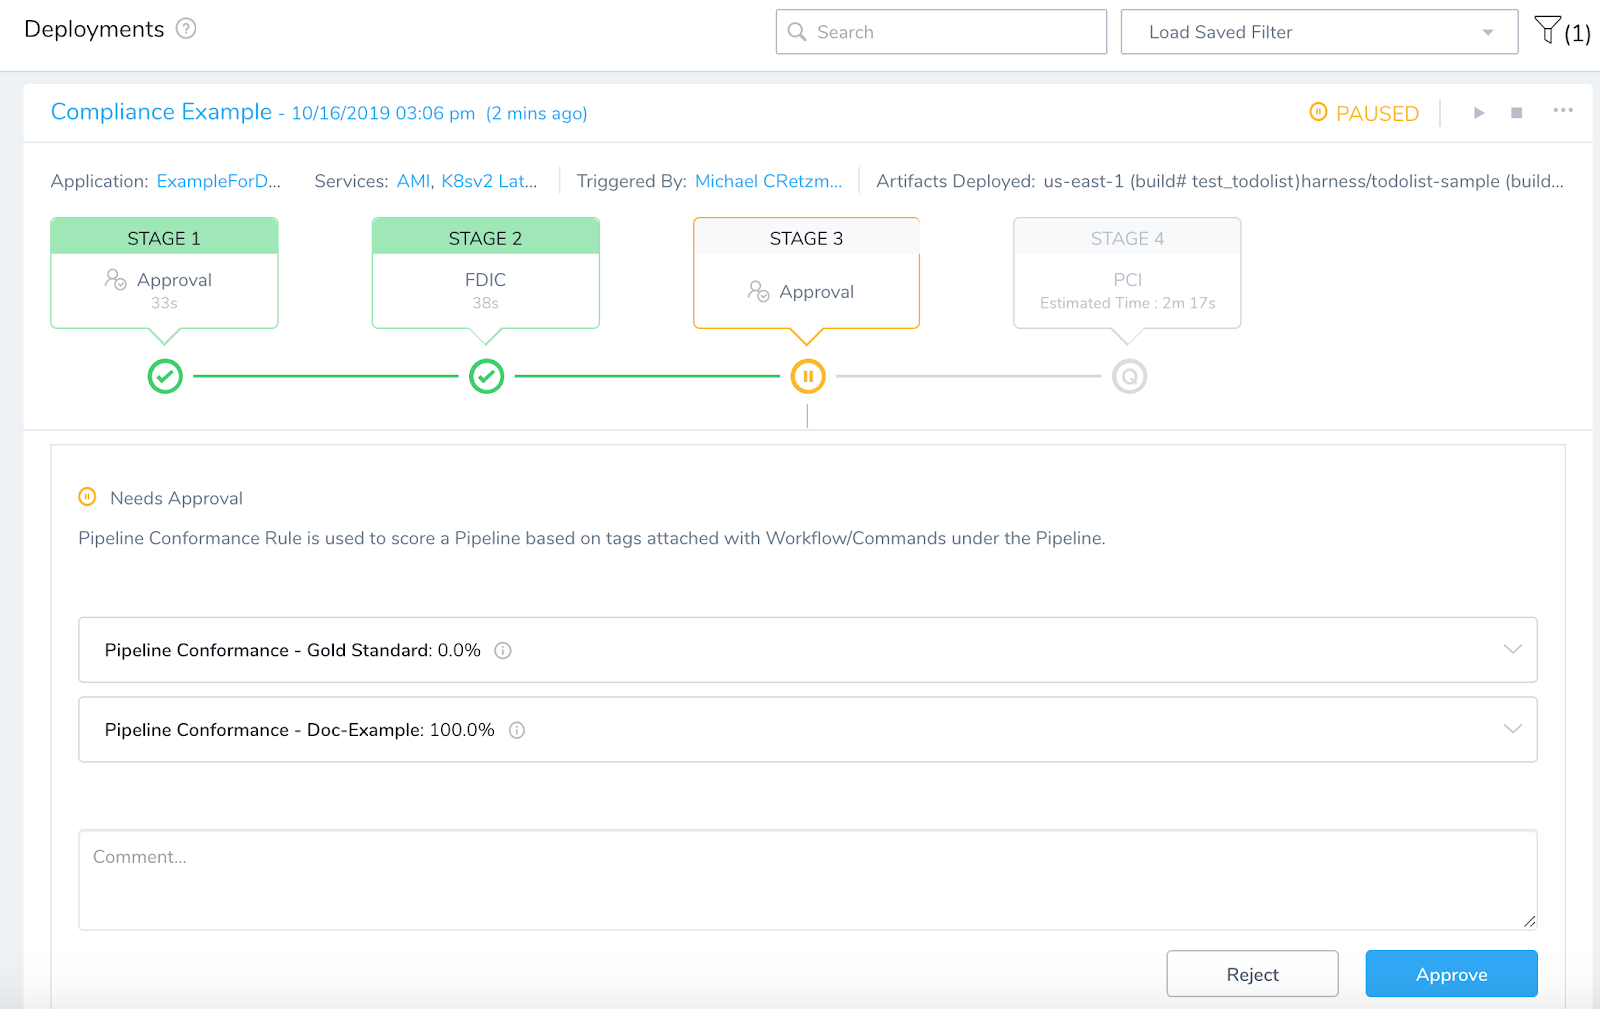 Deployments ?
Search
Load Saved Filter
(1)
Compliance Example - 10/16/2019 03:06 pm (2 mins ago)
PAUSED
Application: ExampleForD... Services: AMI, K8sv2 Lat... Triggered By: Michael CRetzm... Artifacts Deployed: us-east-1 (build# test_todolist)harness/todolist-sample (build...
STAGE 1
Approval
33s
STAGE 2
FDIC
38s
STAGE 3
Approval
STAGE 4
PCI
Estimated Time : 2m 17s
Q
Needs Approval
Pipeline Conformance Rule is used to score a Pipeline based on tags attached with Workflow/Commands under the Pipeline.
Pipeline Conformance - Gold Standard: 0.0%
Pipeline Conformance - Doc-Example: 100.0%
Comment...
Reject
Approve